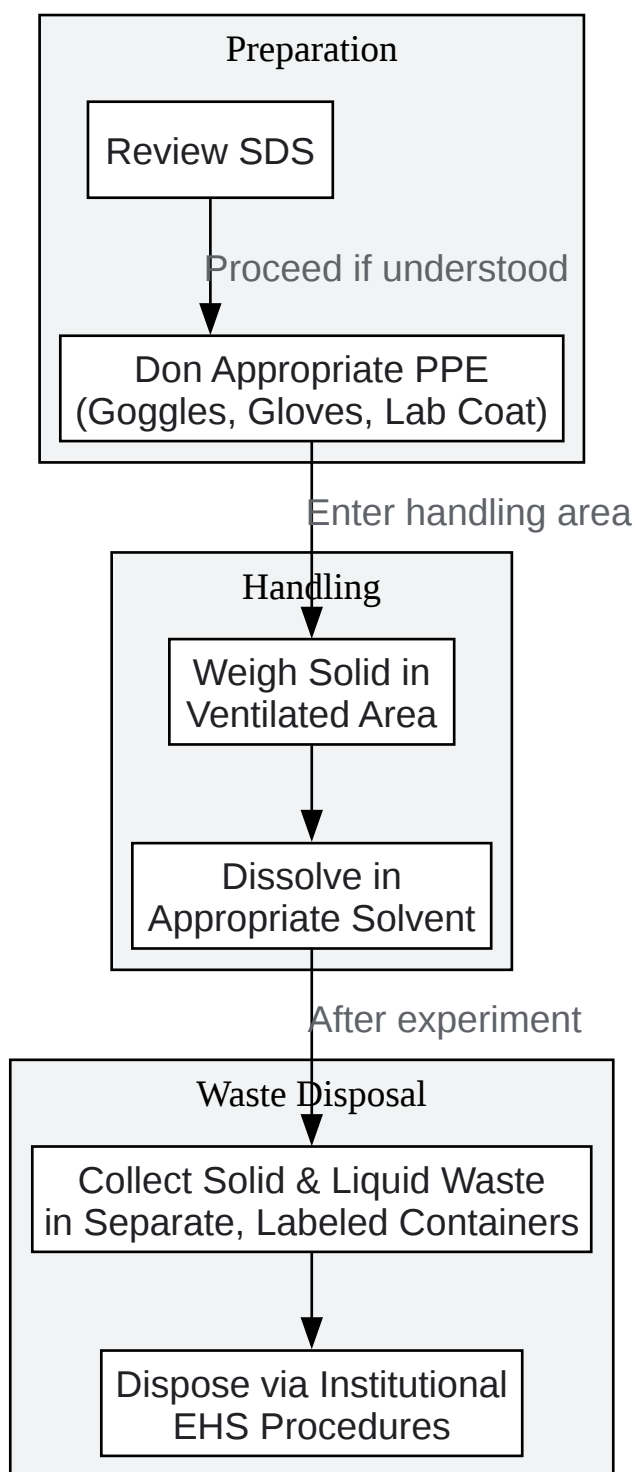 Preparation
Review SDS
Proceed if understood
Don Appropriate PPE
(Goggles, Gloves, Lab Coat)
Enter handling area
Handling
Weigh Solid in
Ventilated Area
Dissolve in
Appropriate Solvent
After experiment
Waste Disposal
Collect Solid & Liquid Waste
in Separate, Labeled Containers
Dispose via Institutional
EHS Procedures